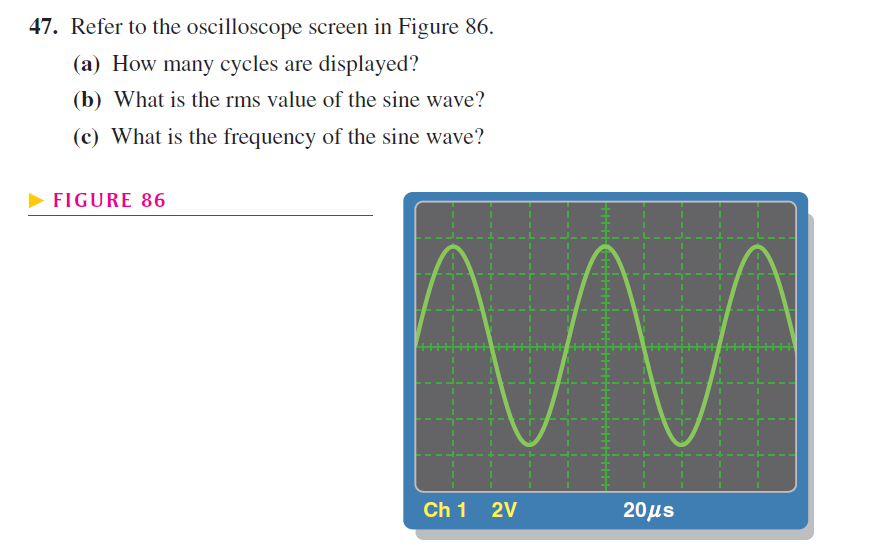 47. Refer to the oscilloscope screen in Figure 86.
(a) How many cycles are displayed?
(b) What is the rms value of the sine wave?
(c) What is the frequency of the sine wave?
FIGURE 86
Ch 1 2V 20μs